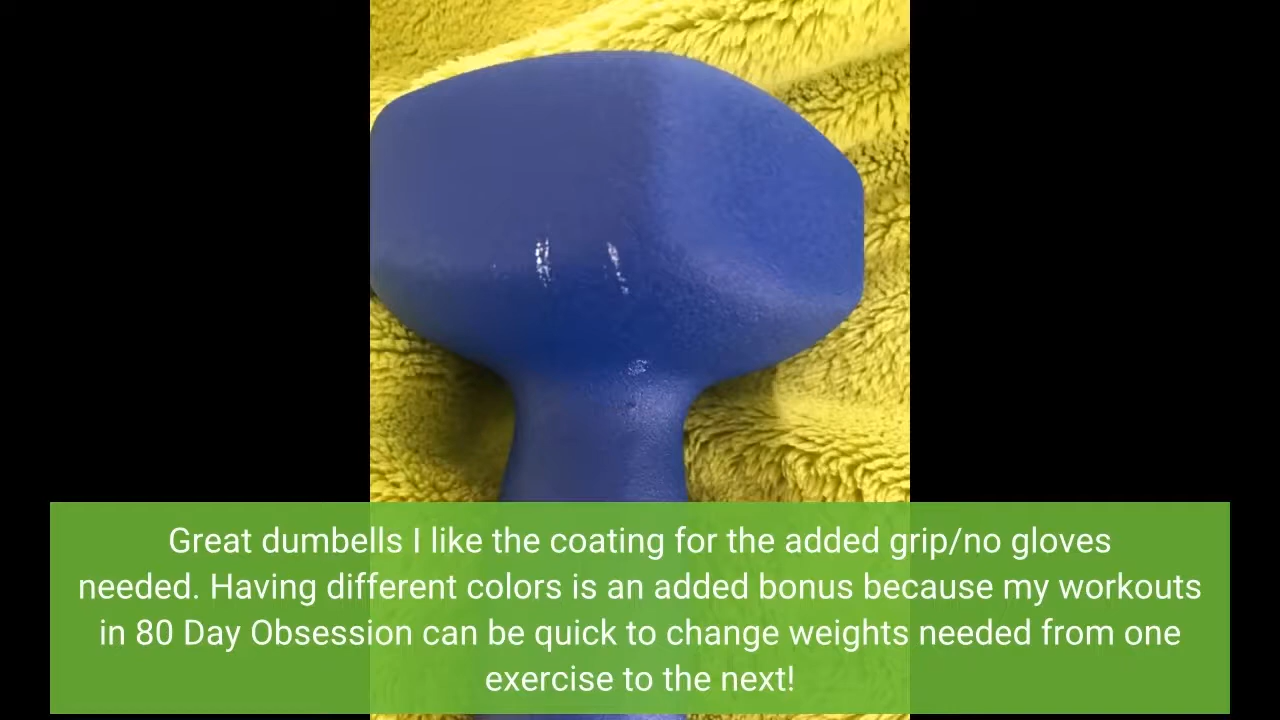 Great dumbells I like the coating for the added grip/no gloves
needed. Having different colors is an added bonus because my workouts
in 80 Day Obsession can be quick to change weights needed from one
exercise to the next!